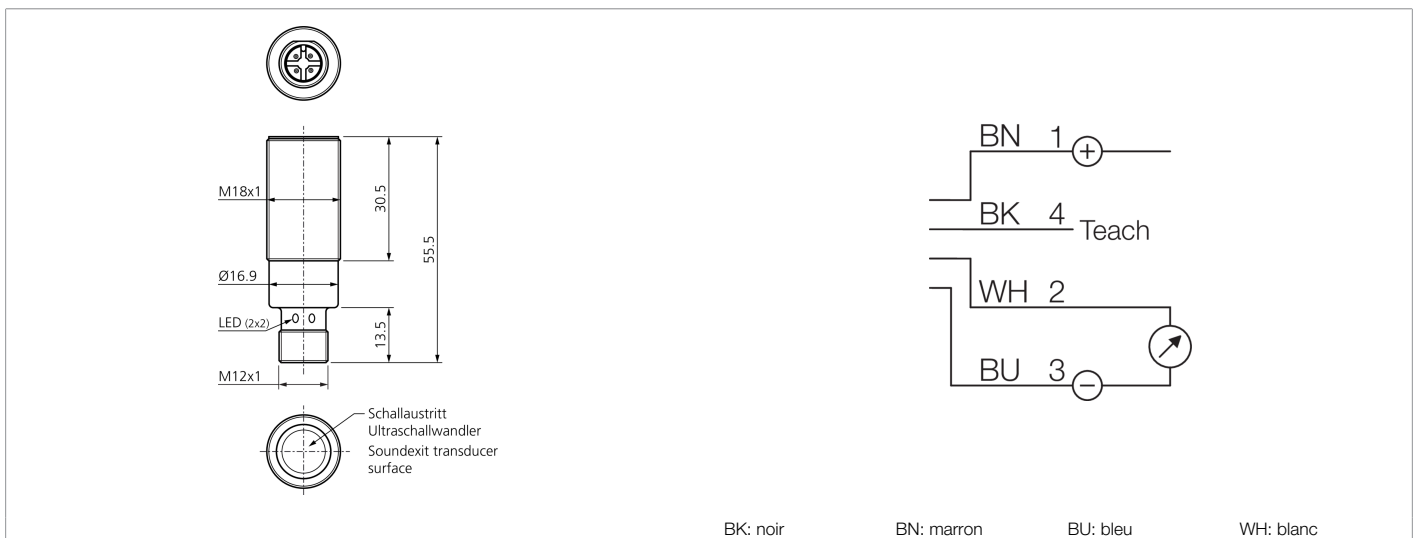 M18x1
30.5
55.5
Ø16.9
LED (2x2)
13.5
M12x1
Schallaustritt
Ultraschallwandler
Soundexit transducer
surface
BN 1 +
BK 4 Teach
WH 2
BU 3 −
BK: noir BN: marron BU: bleu WH: blanc